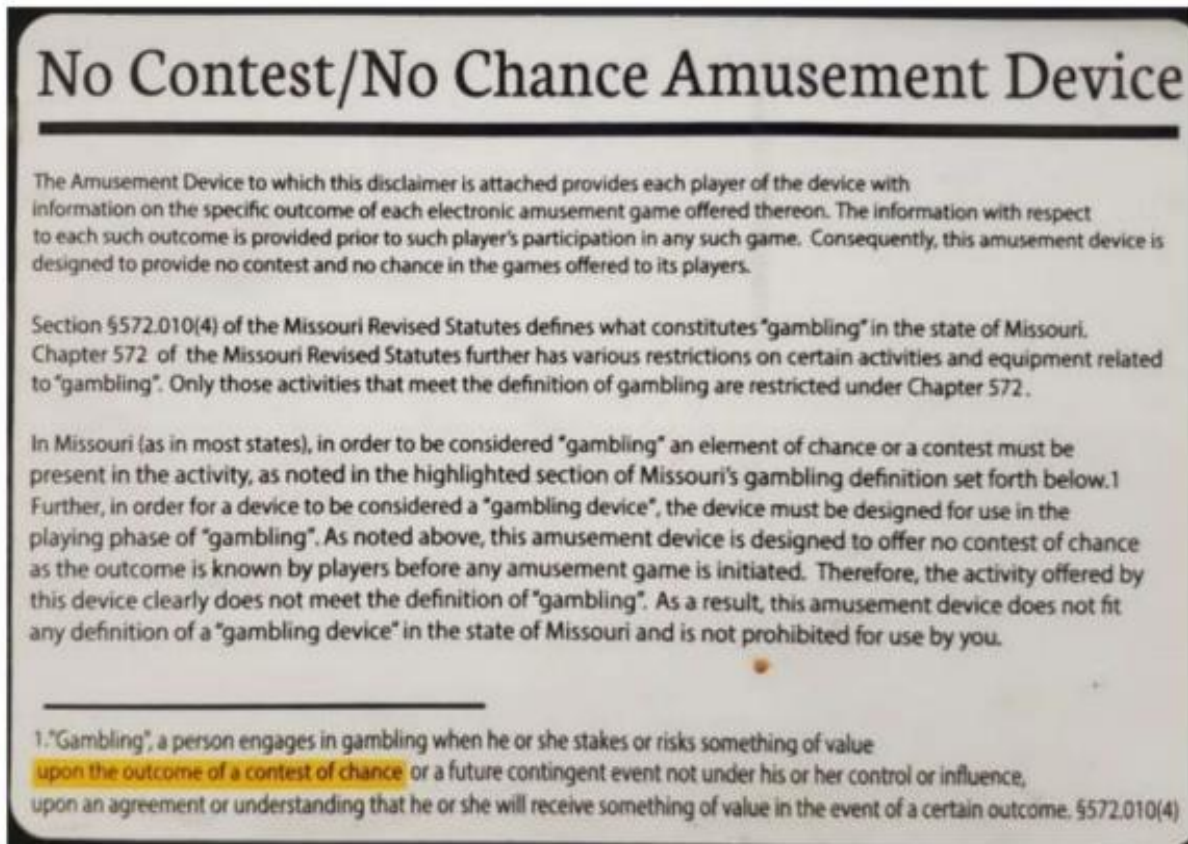 No Contest/No Chance Amusement Device
The Amusement Device to which this disclaimer is attached provides each player of the device with
information on the specific outcome of each electronic amusement game offered thereon. The information with respect
to each such outcome is provided prior to such player's participation in any such game. Consequently, this amusement device is
designed to provide no contest and no chance in the games offered to its players.
Section §572.010(4) of the Missouri Revised Statutes defines what constitutes "gambling" in the state of Missouri.
Chapter 572 of the Missouri Revised Statutes further has various restrictions on certain activities and equipment related
to "gambling". Only those activities that meet the definition of gambling are restricted under Chapter 572.
In Missouri (as in most states), in order to be considered "gambling" an element of chance or a contest must be
present in the activity, as noted in the highlighted section of Missouri's gambling definition set forth below.1
Further, in order for a device to be considered a "gambling device", the device must be designed for use in the
playing phase of "gambling". As noted above, this amusement device is designed to offer no contest of chance
as the outcome is known by players before any amusement game is initiated. Therefore, the activity offered by
this device clearly does not meet the definition of "gambling". As a result, this amusement device does not fit
any definition of a "gambling device" in the state of Missouri and is not prohibited for use by you.
1."Gambling", a person engages in gambling when he or she stakes or risks something of value
upon the outcome of a contest of chance or a future contingent event not under his or her control or influence,
upon an agreement or understanding that he or she will receive something of value in the event of a certain outcome. §572.010(4)